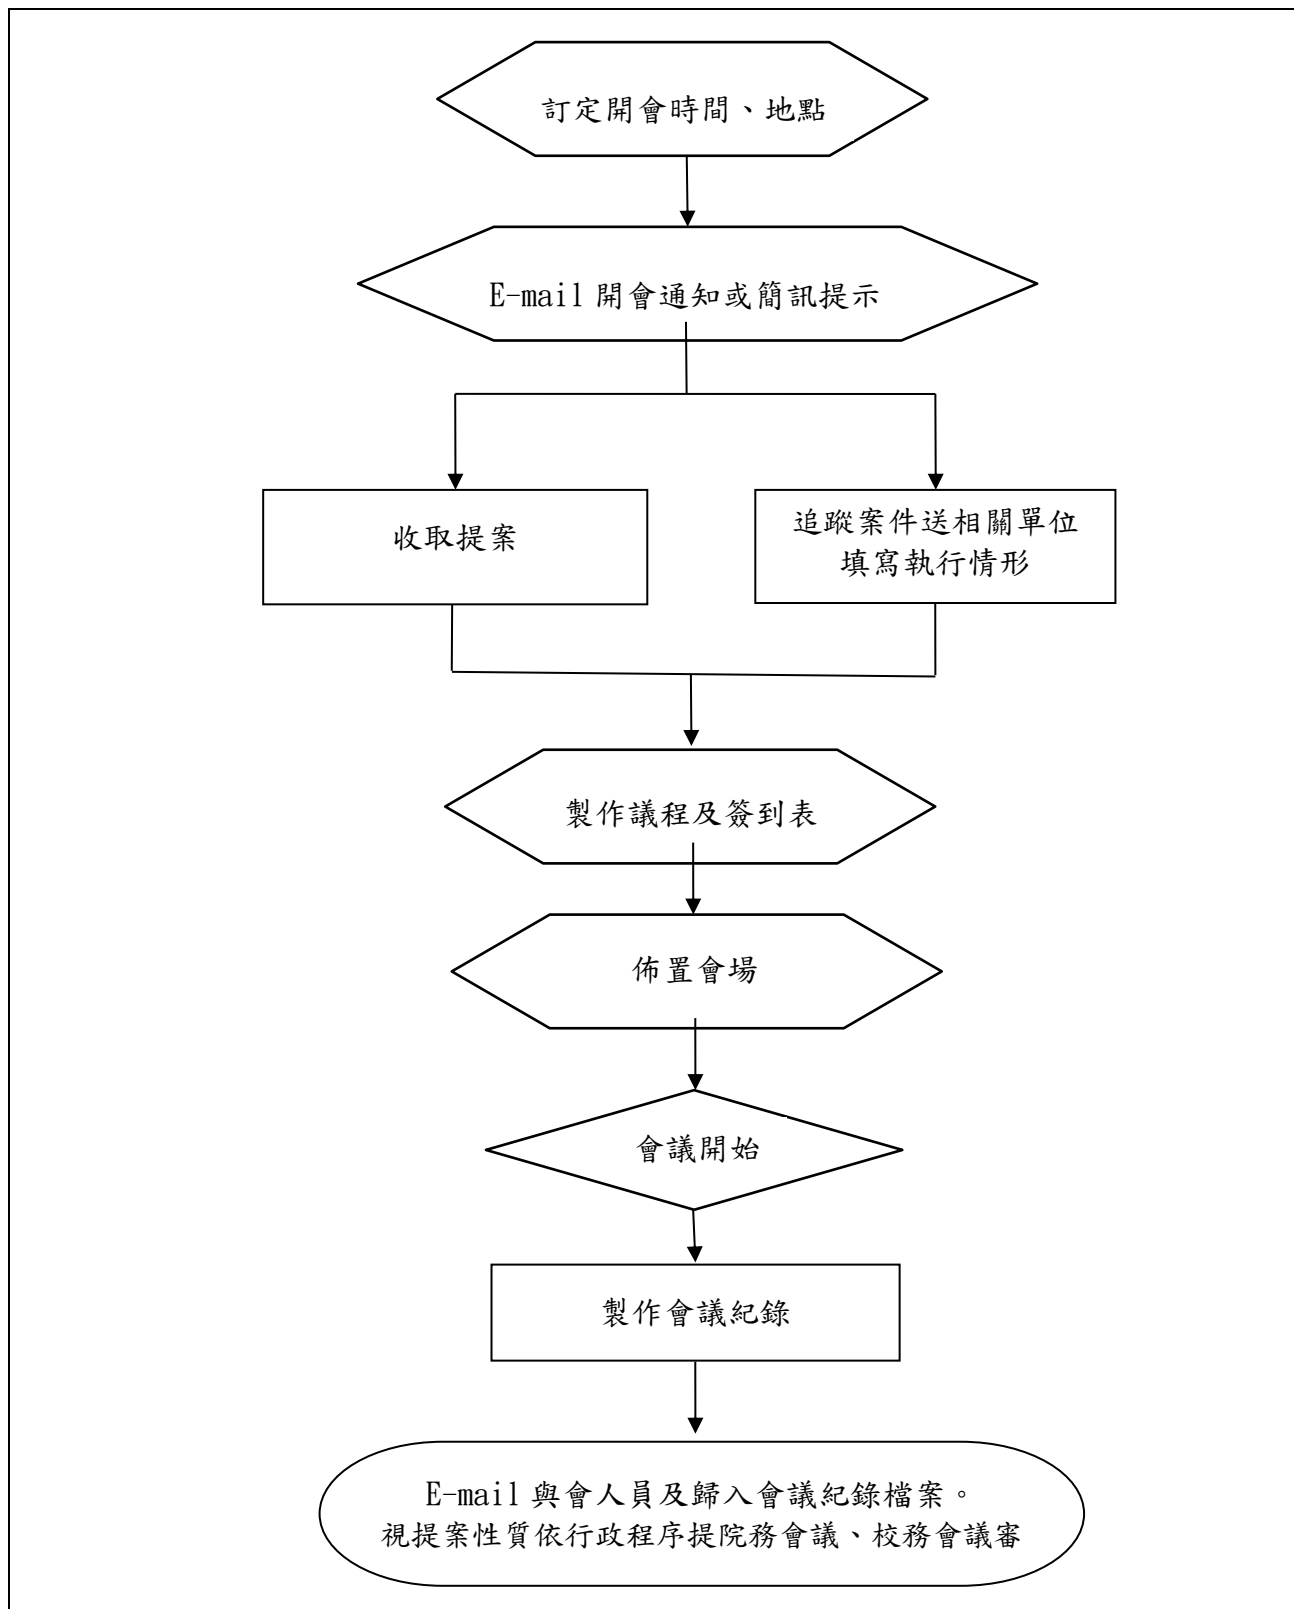 訂定開會時間、地點
E-mail 開會通知或簡訊提示
收取提案
追蹤案件送相關單位
填寫執行情形
製作議程及簽到表
佈置會場
會議開始
製作會議紀錄
E-mail 與會人員及歸入會議紀錄檔案。
視提案性質依行政程序提院務會議、校務會議審